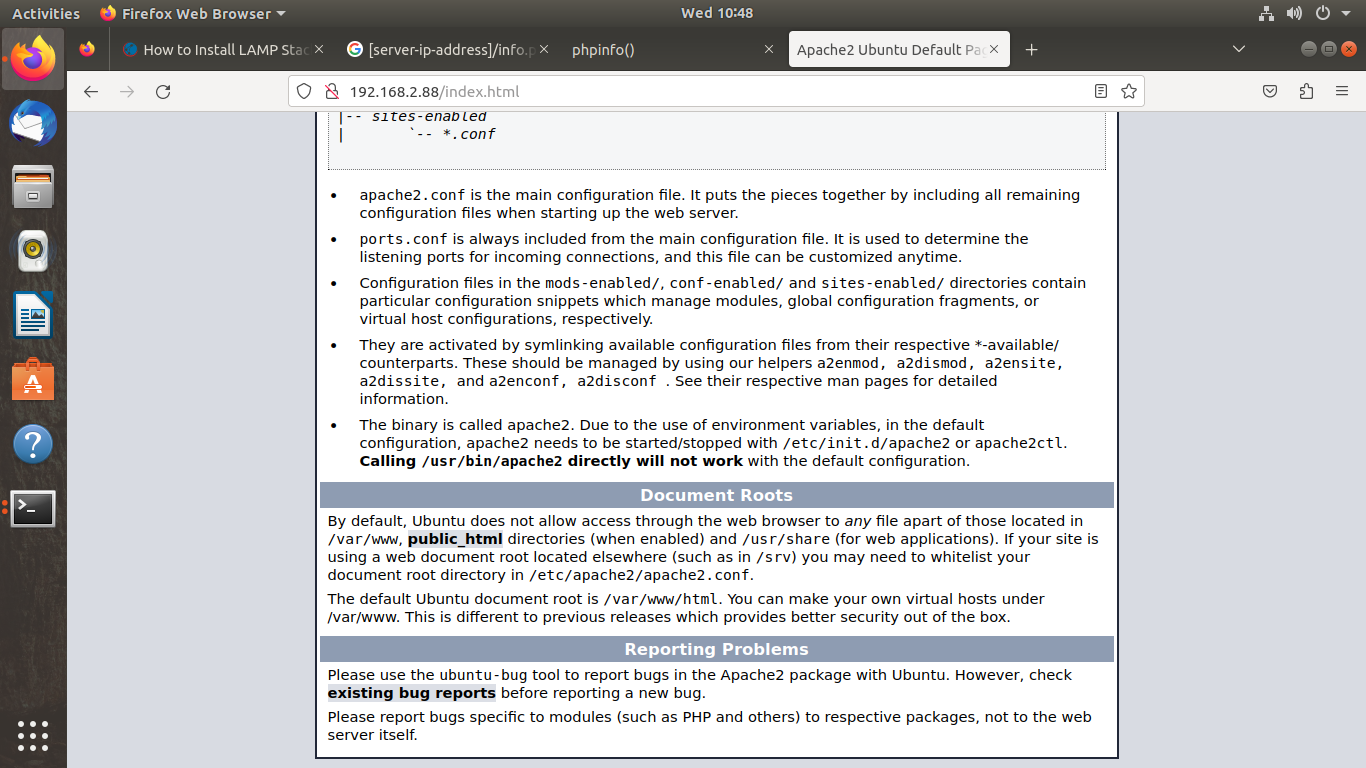 Activities Firefox Web Browser Wed 10:48
How to Install LAMP Stac [server-ip-address]/info.p phpinfo() Apache2 Ubuntu Default Pag
192.168.2.88/index.html
|-- sites-enabled
| `-- *.conf
• apache2.conf is the main configuration file. It puts the pieces together by including all remaining
configuration files when starting up the web server.
• ports.conf is always included from the main configuration file. It is used to determine the
listening ports for incoming connections, and this file can be customized anytime.
• Configuration files in the mods-enabled/, conf-enabled/ and sites-enabled/ directories contain
particular configuration snippets which manage modules, global configuration fragments, or
virtual host configurations, respectively.
• They are activated by symlinking available configuration files from their respective *-available/
counterparts. These should be managed by using our helpers a2enmod, a2dismod, a2ensite,
a2dissite, and a2enconf, a2disconf . See their respective man pages for detailed
information.
• The binary is called apache2. Due to the use of environment variables, in the default
configuration, apache2 needs to be started/stopped with /etc/init.d/apache2 or apache2ctl.
Calling /usr/bin/apache2 directly will not work with the default configuration.
Document Roots
By default, Ubuntu does not allow access through the web browser to any file apart of those located in
/var/www, public_html directories (when enabled) and /usr/share (for web applications). If your site is
using a web document root located elsewhere (such as in /srv) you may need to whitelist your
document root directory in /etc/apache2/apache2.conf.
The default Ubuntu document root is /var/www/html. You can make your own virtual hosts under
/var/www. This is different to previous releases which provides better security out of the box.
Reporting Problems
Please use the ubuntu-bug tool to report bugs in the Apache2 package with Ubuntu. However, check
existing bug reports before reporting a new bug.
Please report bugs specific to modules (such as PHP and others) to respective packages, not to the web
server itself.